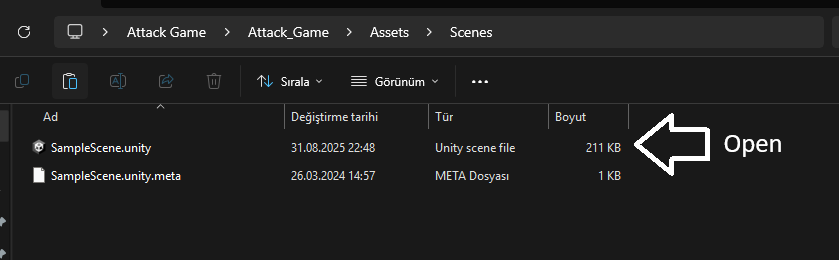 Attack Game > Attack_Game > Assets > Scenes
Sırala Görünüm
Ad Değiştirme tarihi Tür Boyut
SampleScene.unity 31.08.2025 22:48 Unity scene file 211 KB
Open
SampleScene.unity.meta 26.03.2024 14:57 META Dosyası 1 KB